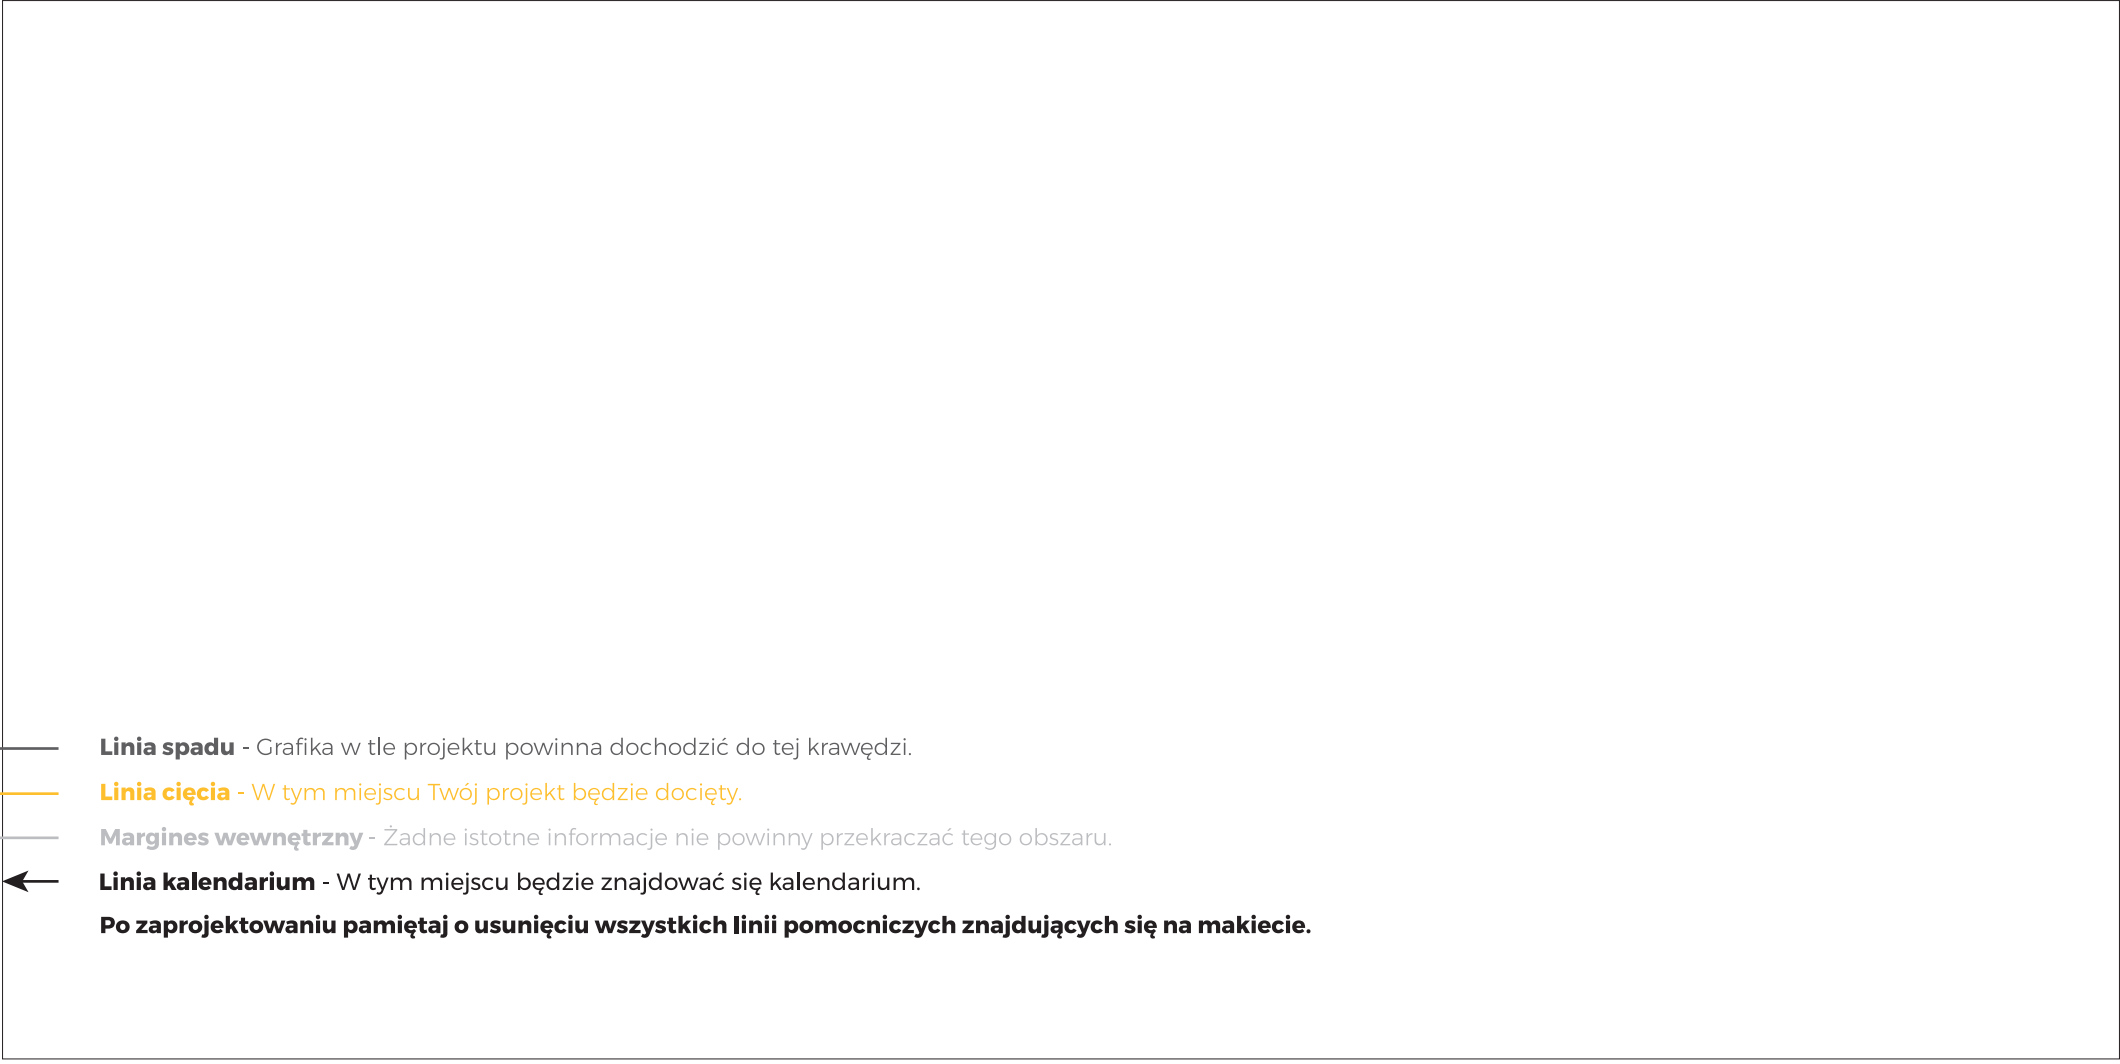 Linia spadu - Grafika w tle projektu powinna dochodzić do tej krawędzi.
Linia cięcia - W tym miejscu Twój projekt będzie docięty.
Margines wewnętrzny - Żadne istotne informacje nie powinny przekraczać tego obszaru.
Linia kalendarium - W tym miejscu będzie znajdować się kalendarium.
Po zaprojektowaniu pamiętaj o usunięciu wszystkich linii pomocniczych znajdujących się na makiecie.